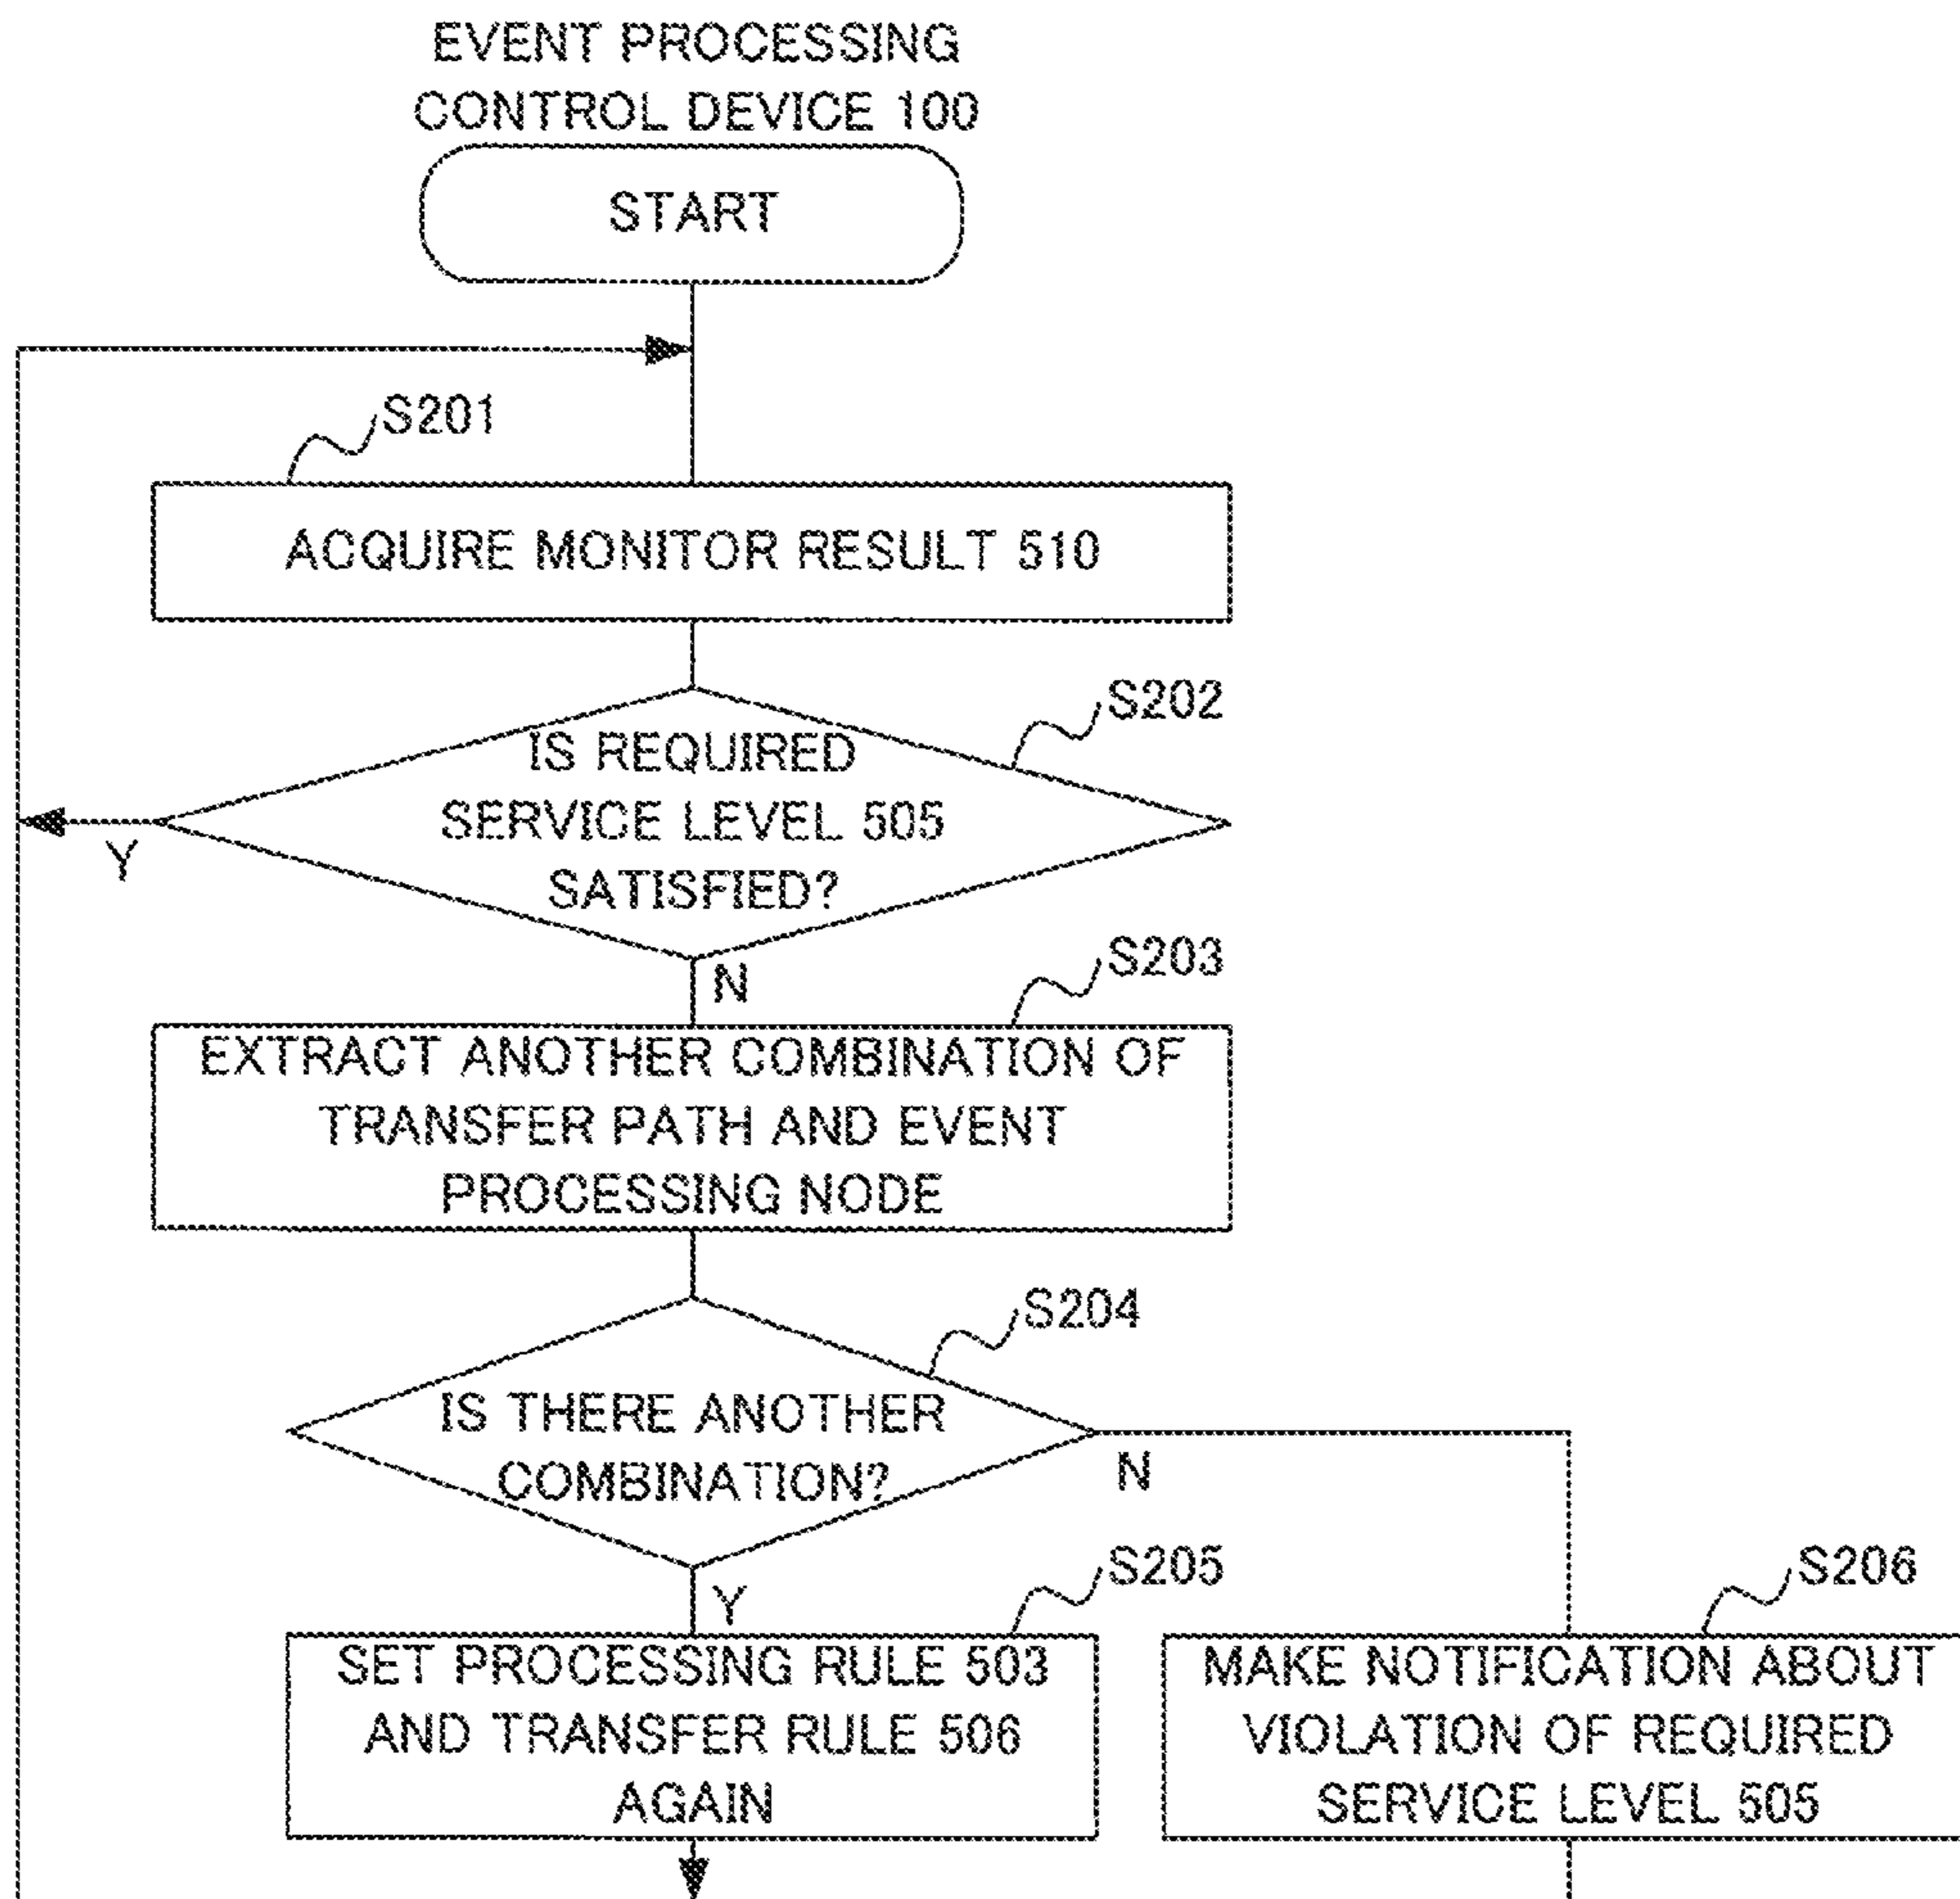 EVENT PROCESSING
CONTROL DEVICE 100
START
S201
ACQUIRE MONITOR RESULT 510
S202
IS REQUIRED
SERVICE LEVEL 505
SATISFIED?
Y
N
S203
EXTRACT ANOTHER COMBINATION OF
TRANSFER PATH AND EVENT
PROCESSING NODE
S204
IS THERE ANOTHER
COMBINATION?
N
Y
S205
SET PROCESSING RULE 503
AND TRANSFER RULE 506
AGAIN
S206
MAKE NOTIFICATION ABOUT
VIOLATION OF REQUIRED
SERVICE LEVEL 505